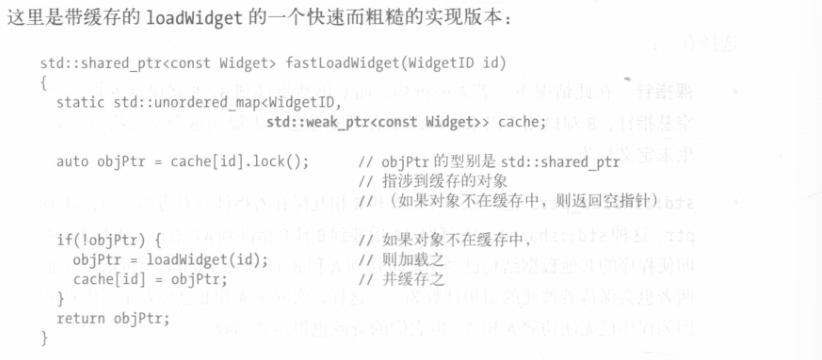 这里是带缓存的 loadWidget 的一个快速而粗糙的实现版本：
std::shared_ptr<const Widget> fastLoadWidget(WidgetID id)
{
static std::unordered_map<WidgetID,
std::weak_ptr<const Widget>> cache;
auto objPtr = cache[id].lock(); // objPtr 的型别是 std::shared_ptr
// 指涉到缓存的对象
// （如果对象不在缓存中，则返回空指针）
if(!objPtr) { // 如果对象不在缓存中，
objPtr = loadWidget(id); // 则加载之
cache[id] = objPtr; // 并缓存之
}
return objPtr;
}